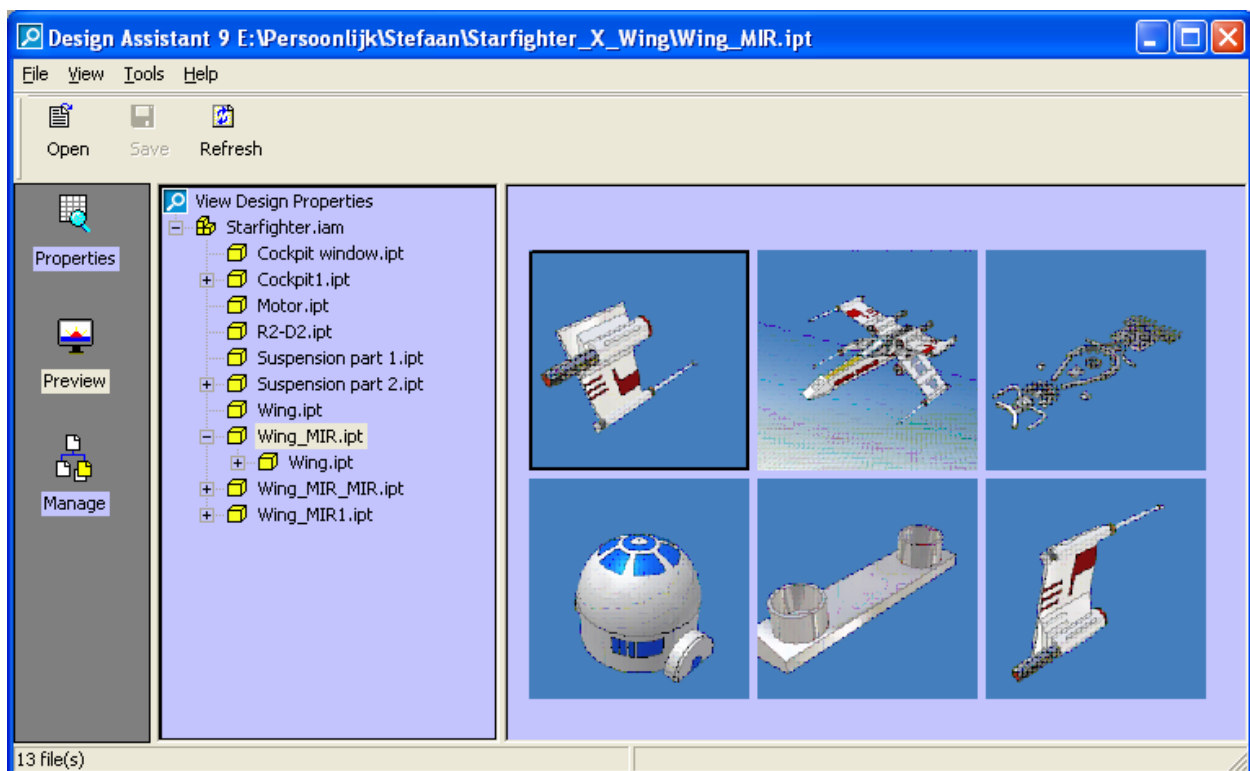 Design Assistant 9 E:\Persoonlijk\Stefaan\Starfighter_X_Wing\Wing_MIR.ipt
File View Tools Help
Open Save Refresh
Properties
Preview
Manage
View Design Properties
Starfighter.iam
Cockpit window.ipt
Cockpit1.ipt
Motor.ipt
R2-D2.ipt
Suspension part 1.ipt
Suspension part 2.ipt
Wing.ipt
Wing_MIR.ipt
Wing.ipt
Wing_MIR_MIR.ipt
Wing_MIR1.ipt
13 file(s)